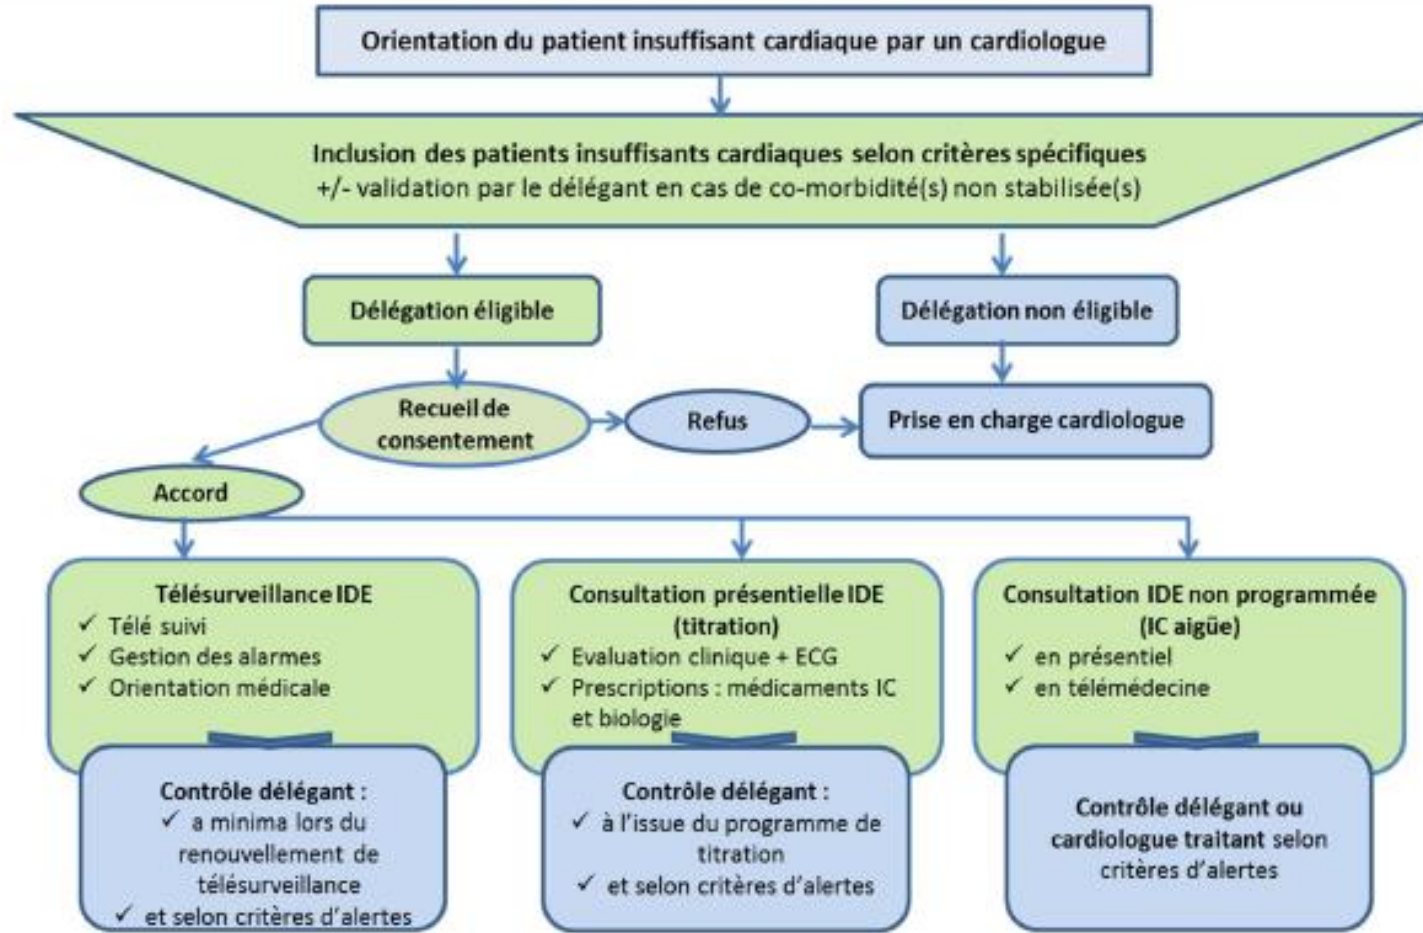 Orientation du patient insuffisant cardiaque par un cardiologue
Inclusion des patients insuffisants cardiaques selon critères spécifiques
+/- validation par le délégant en cas de co-morbidité(s) non stabilisée(s)
Délégation éligible
Délégation non éligible
Recueil de
consentement
Refus
Prise en charge cardiologue
Accord
Télésurveillance IDE
✓ Télé suivi
✓ Gestion des alarmes
✓ Orientation médicale
Contrôle délégant :
✓ a minima lors du
renouvellement de
télésurveillance
✓ et selon critères d'alertes
Consultation présentielle IDE
(titration)
✓ Evaluation clinique + ECG
✓ Prescriptions : médicaments IC
et biologie
Contrôle délégant :
✓ à l'issue du programme de
titration
✓ et selon critères d'alertes
Consultation IDE non programmée
(IC aigüe)
✓ en présentiel
✓ en télémédecine
Contrôle délégant ou
cardiologue traitant selon
critères d'alertes